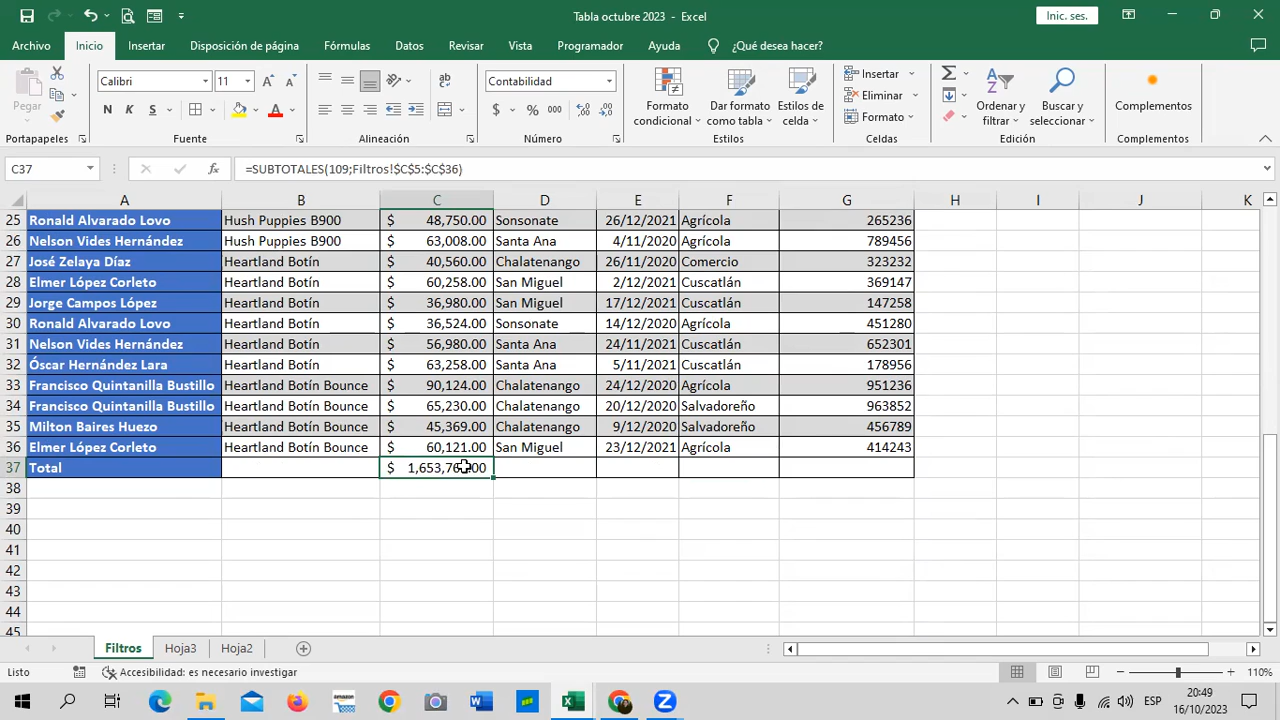 Tabla octubre 2023 - Excel
Inic. ses.
Archivo Inicio Insertar Disposición de página Fórmulas Datos Revisar Vista Programador Ayuda ¿Qué desea hacer?
Pegar
Calibri 11
N K S A
ab
Contabilidad
$ % 000
Formato condicional
Dar formato como tabla
Estilos de celda
Insertar
Eliminar
Formato
Ordenar y filtrar
Buscar y seleccionar
Complementos
Portapapeles Fuente Alineación Número Estilos Celdas Edición Complementos
C37 fx =SUBTOTALES(109;Filtros!$C$5:$C$36)
A B C D E F G H I J K
25 Ronald Alvarado Lovo Hush Puppies B900 $ 48,750.00 Sonsonate 26/12/2021 Agrícola 265236
26 Nelson Vides Hernández Hush Puppies B900 $ 63,008.00 Santa Ana 4/11/2020 Agrícola 789456
27 José Zelaya Díaz Heartland Botín $ 40,560.00 Chalatenango 26/11/2020 Comercio 323232
28 Elmer López Corleto Heartland Botín $ 60,258.00 San Miguel 2/12/2021 Cuscatlán 369147
29 Jorge Campos López Heartland Botín $ 36,980.00 San Miguel 17/12/2021 Cuscatlán 147258
30 Ronald Alvarado Lovo Heartland Botín $ 36,524.00 Sonsonate 14/12/2020 Agrícola 451280
31 Nelson Vides Hernández Heartland Botín $ 56,980.00 Santa Ana 24/11/2021 Cuscatlán 652301
32 Óscar Hernández Lara Heartland Botín $ 63,258.00 Santa Ana 5/11/2021 Cuscatlán 178956
33 Francisco Quintanilla Bustillo Heartland Botín Bounce $ 90,124.00 Chalatenango 24/12/2020 Agrícola 951236
34 Francisco Quintanilla Bustillo Heartland Botín Bounce $ 65,230.00 Chalatenango 20/12/2020 Salvadoreño 963852
35 Milton Baires Huezo Heartland Botín Bounce $ 45,369.00 Chalatenango 9/12/2020 Salvadoreño 456789
36 Elmer López Corleto Heartland Botín Bounce $ 60,121.00 San Miguel 23/12/2021 Agrícola 414243
37 Total $
38
39
40
41
42
43
44
45
Filtros Hoja3 Hoja2
Listo Accesibilidad: es necesario investigar 110%
amazon
ESP
20:49
16/10/2023